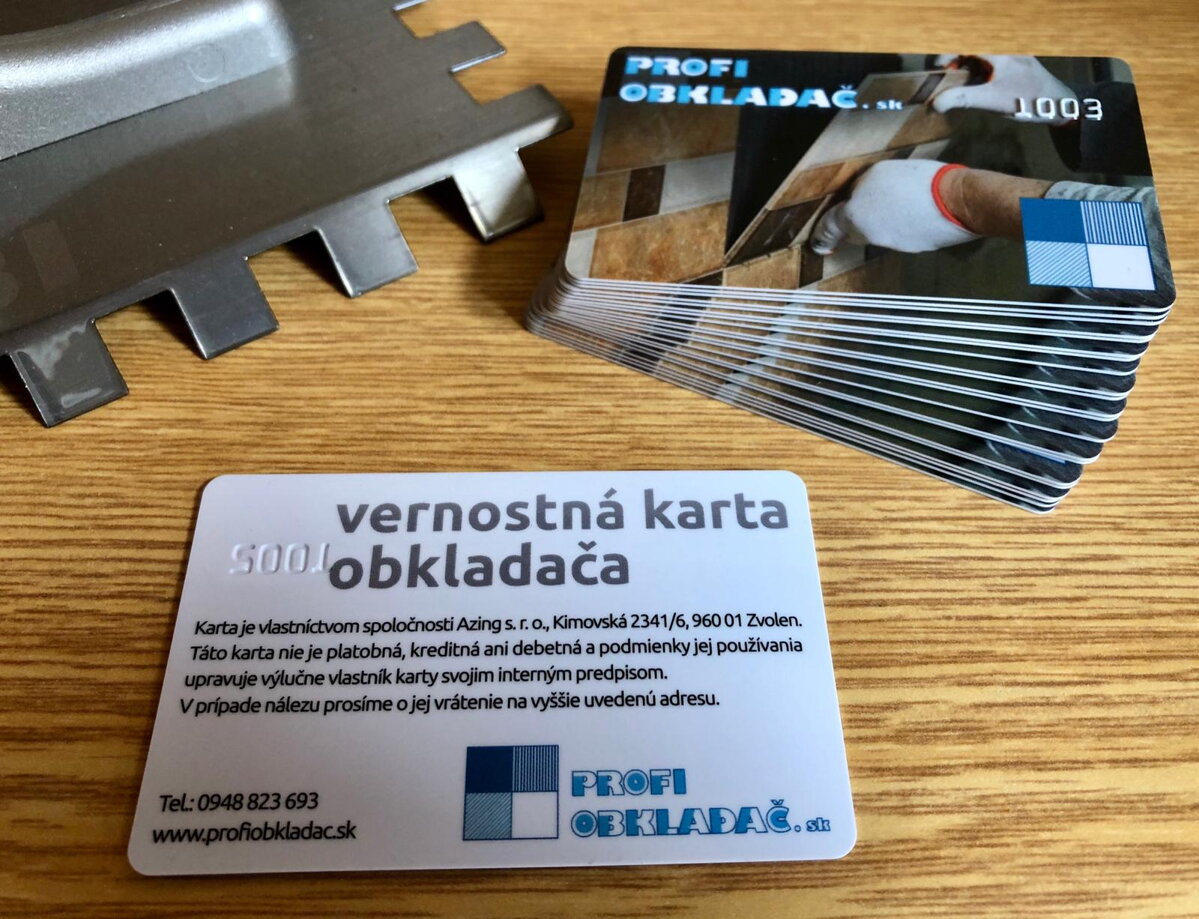 PROFI
OBKLADAČ.sk
1003
vernostná karta
obkladača
1005
Karta je vlastníctvom spoločnosti Azing s. r. o., Kimovská 2341/6, 960 01 Zvolen.
Táto karta nie je platobná, kreditná ani debetná a podmienky jej používania
upravuje výlučne vlastník karty svojim interným predpisom.
V prípade nálezu prosíme o jej vrátenie na vyššie uvedenú adresu.
Tel.: 0948 823 693
www.profiobkladac.sk
PROFI
OBKLADAČ.sk